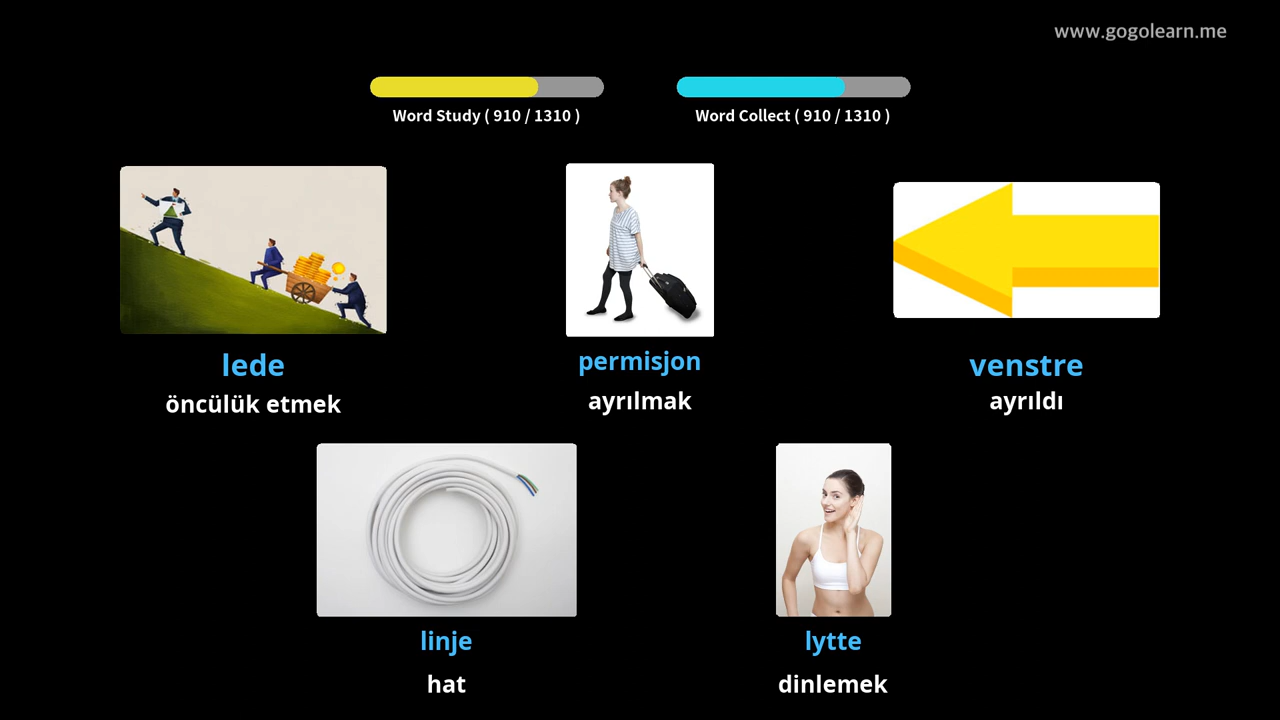 www.gogolearn.me
Word Study ( 910 / 1310 )
Word Collect ( 910 / 1310 )
lede
öncülük etmek
permisjon
ayrılmak
venstre
ayrıldı
linje
hat
lytte
dinlemek